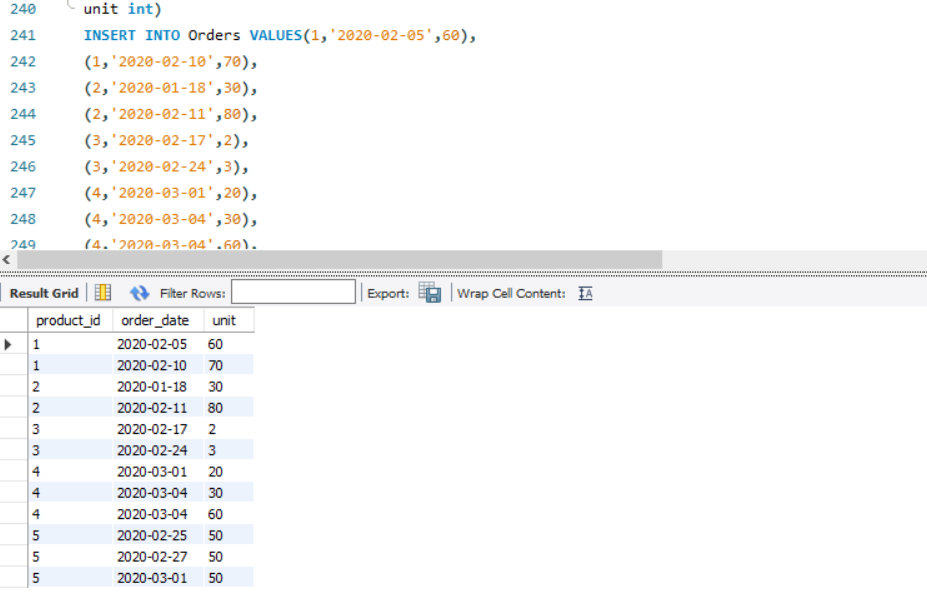 240 unit int)
241 INSERT INTO Orders VALUES(1,'2020-02-05',60),
242 (1,'2020-02-10',70),
243 (2,'2020-01-18',30),
244 (2,'2020-02-11',80),
245 (3,'2020-02-17',2),
246 (3,'2020-02-24',3),
247 (4,'2020-03-01',20),
248 (4,'2020-03-04',30),
249 (4,'2020-03-04',60),
Result Grid Filter Rows: Export: Wrap Cell Content: IA
product_id order_date unit
1 2020-02-05 60
1 2020-02-10 70
2 2020-01-18 30
2 2020-02-11 80
3 2020-02-17 2
3 2020-02-24 3
4 2020-03-01 20
4 2020-03-04 30
4 2020-03-04 60
5 2020-02-25 50
5 2020-02-27 50
5 2020-03-01 50